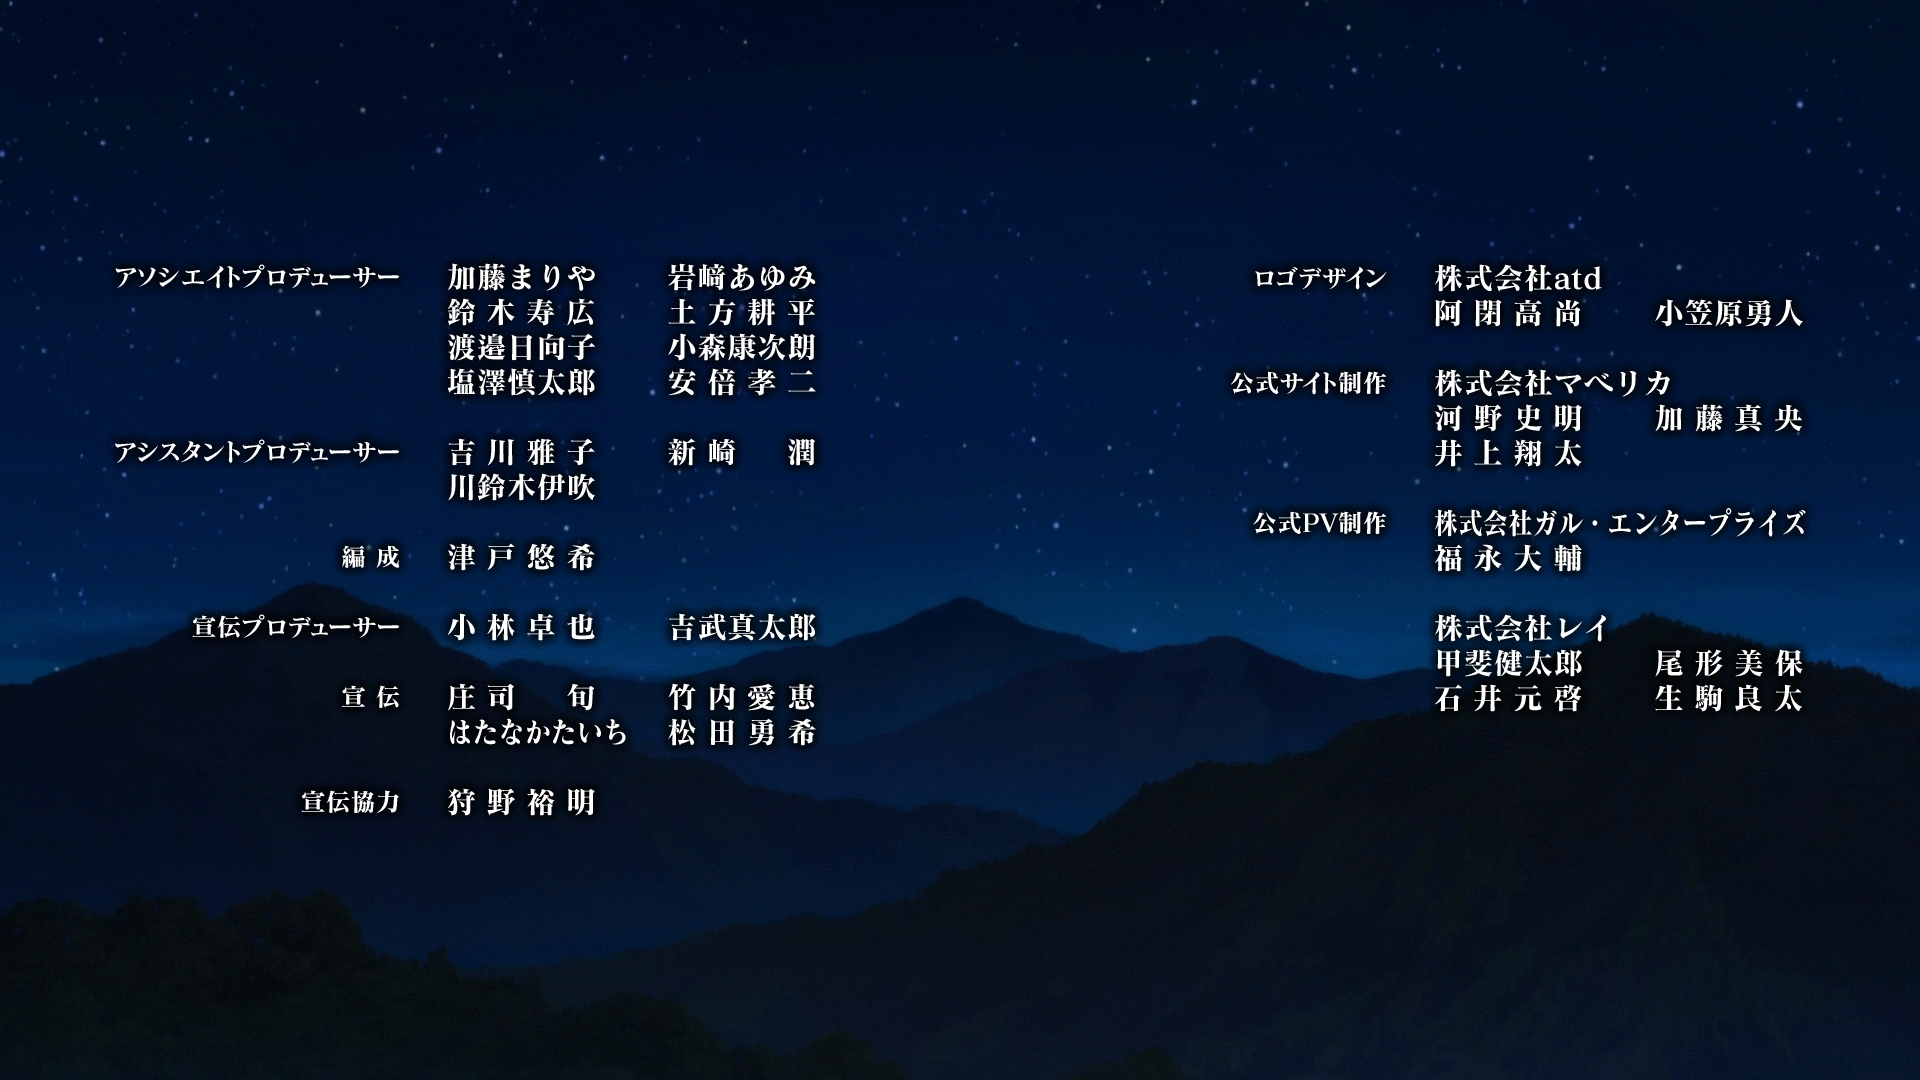 アソシエイトプロデューサー 加藤まりや 岩﨑あゆみ
鈴木寿広 土方耕平
渡邉日向子 小森康次朗
塩澤慎太郎 安倍孝二
アシスタントプロデューサー 吉川雅子 新崎 潤
川鈴木伊吹
編成 津戸悠希
宣伝プロデューサー 小林卓也 吉武真太郎
宣伝 庄司 旬 竹内愛恵
はたなかたいち 松田勇希
宣伝協力 狩野裕明
ロゴデザイン 株式会社atd
阿閉高尚 小笠原勇人
公式サイト制作 株式会社マベリカ
河野史明 加藤真央
井上翔太
公式PV制作 株式会社ガル・エンタープライズ
福永大輔
株式会社レイ
甲斐健太郎 尾形美保
石井元啓 生駒良太